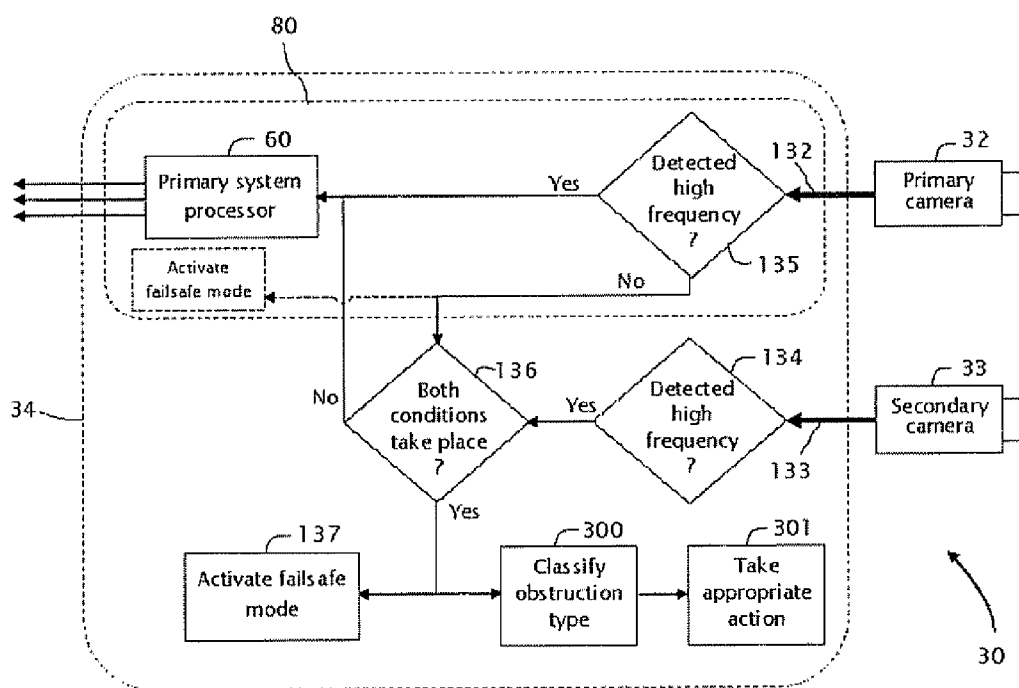 80
60
Primary system
processor
Yes
Detected
high
frequency
?
132
32
Primary
camera
135
Activate
failsafe mode
No
136
134
33
34
No
Both
conditions
take place
?
Yes
Detected
high
frequency
?
133
Secondary
camera
Yes
137
300
301
Activate failsafe
mode
Classify
obstruction
type
Take
appropriate
action
30